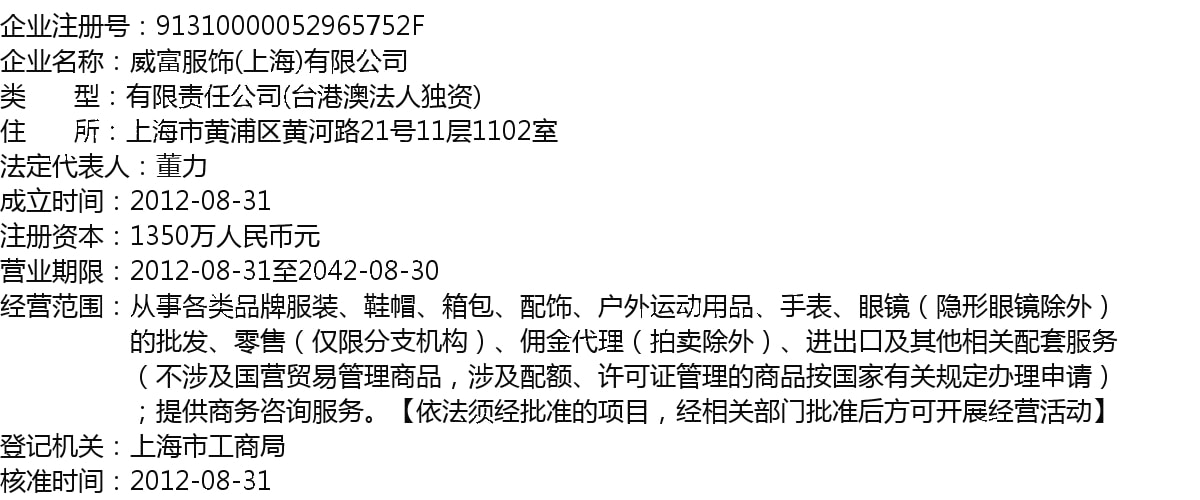 企业注册号：91310000052965752F
企业名称：威富服饰(上海)有限公司
类　　型：有限责任公司(台港澳法人独资)
住　　所：上海市黄浦区黄河路21号11层1102室
法定代表人：董力
成立时间：2012-08-31
注册资本：1350万人民币元
营业期限：2012-08-31至2042-08-30
经营范围：从事各类品牌服装、鞋帽、箱包、配饰、户外运动用品、手表、眼镜（隐形眼镜除外）
的批发、零售（仅限分支机构）、佣金代理（拍卖除外）、进出口及其他相关配套服务
（不涉及国营贸易管理商品，涉及配额、许可证管理的商品按国家有关规定办理申请）
；提供商务咨询服务。【依法须经批准的项目，经相关部门批准后方可开展经营活动】
登记机关：上海市工商局
核准时间：2012-08-31